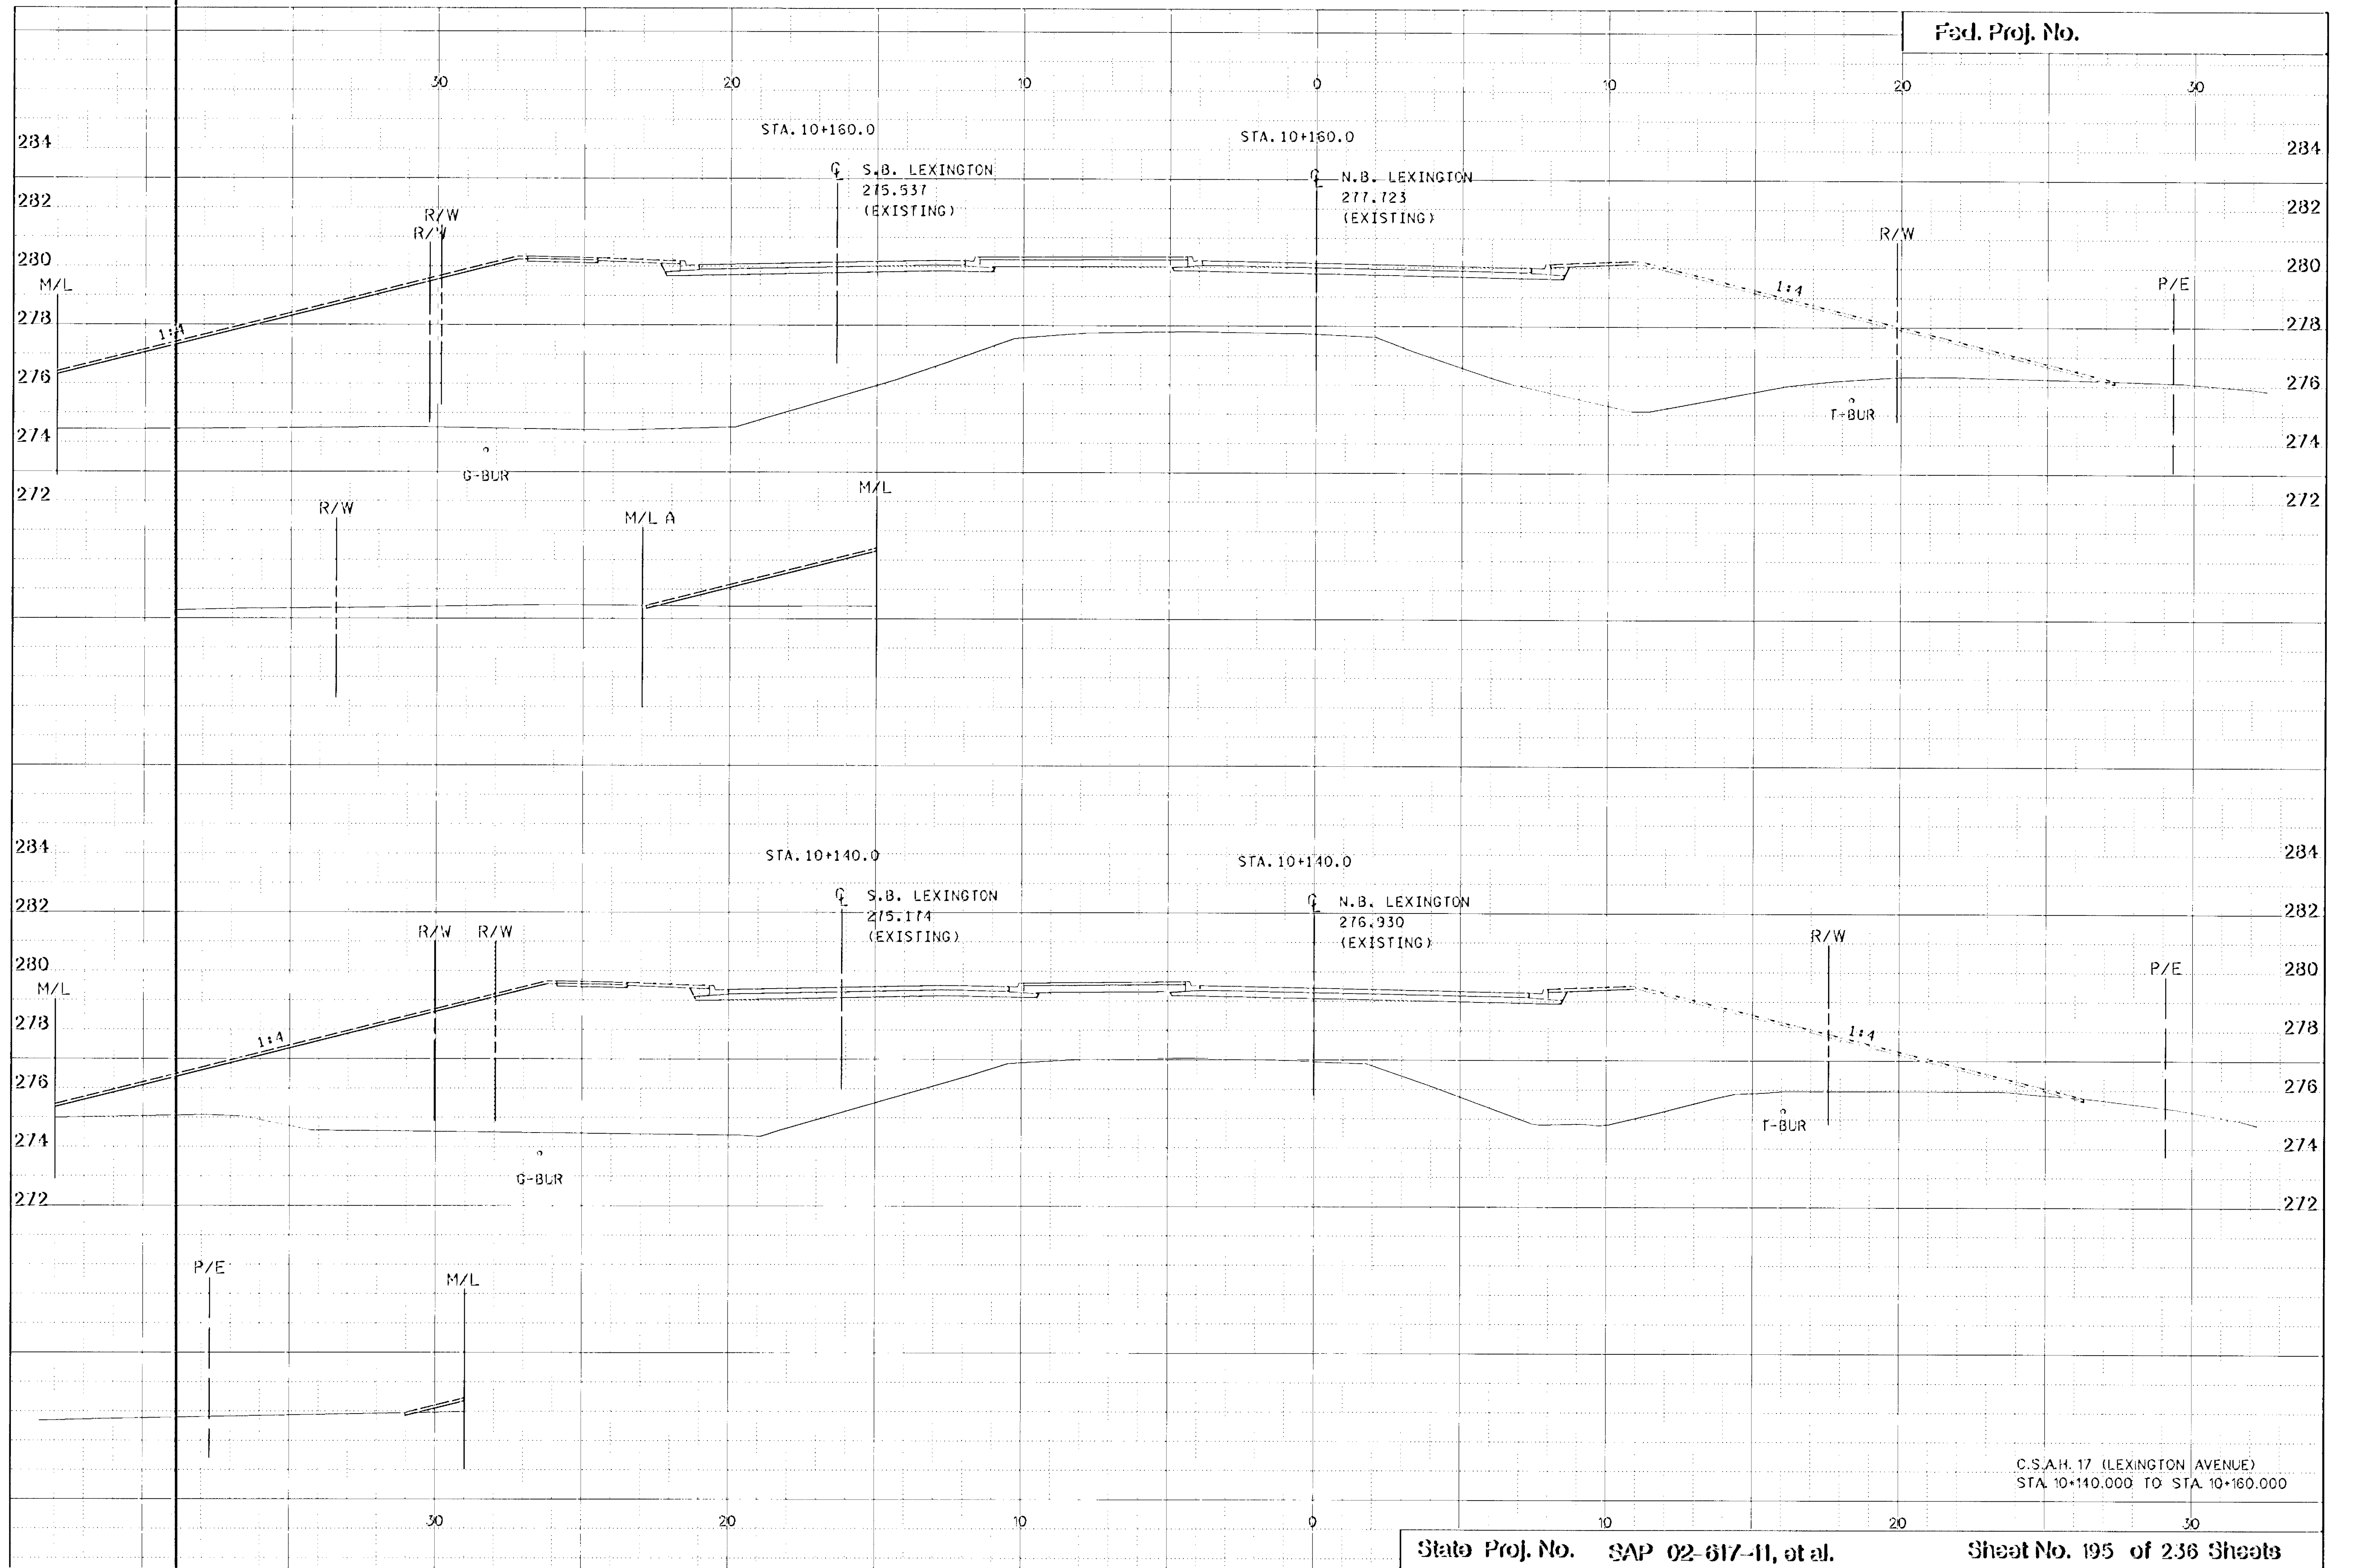 Fed. Proj. No.
30 20 10 0 10 20 30
STA. 10+160.0 STA. 10+160.0
284 284
℄ S.B. LEXINGTON
275.537
(EXISTING)
℄ N.B. LEXINGTON
277.723
(EXISTING)
282 282
R/W
R/W
R/W
280 280
M/L
P/E
1:4
1:4
278 278
276 276
T-BUR
274 274
G-BUR
M/L
272 272
R/W
M/L A
284 284
STA. 10+140.0 STA. 10+140.0
℄ S.B. LEXINGTON
275.174
(EXISTING)
℄ N.B. LEXINGTON
276.930
(EXISTING)
282 282
R/W R/W R/W
280 280
M/L
P/E
278 278
1:4
1:4
276 276
T-BUR
274 274
G-BUR
272 272
P/E
M/L
C.S.A.H. 17 (LEXINGTON AVENUE)
STA. 10+140.000 TO STA. 10+160.000
30 20 10 0 10 20 30
State Proj. No. SAP 02-617-11, et al. Sheet No. 195 of 236 Sheets